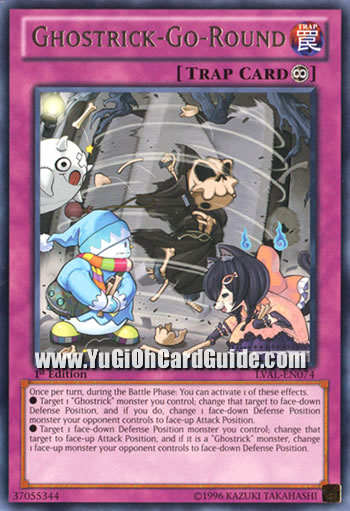 Ghostrick-Go-Round
TRAP
罠
[Trap Card ∞]
www.YuGiOhCardGuide.com
1st Edition
LVAL-EN074
Once per turn, during the Battle Phase: You can activate 1 of these effects.
● Target 1 "Ghostrick" monster you control; change that target to face-down
Defense Position, and if you do, change 1 face-down Defense Position
monster your opponent controls to face-up Attack Position.
● Target 1 face-down Defense Position monster you control; change that
target to face-up Attack Position, and if it is a "Ghostrick" monster, change
1 face-up monster your opponent controls to face-down Defense Position.
37055344
©1996 KAZUKI TAKAHASHI